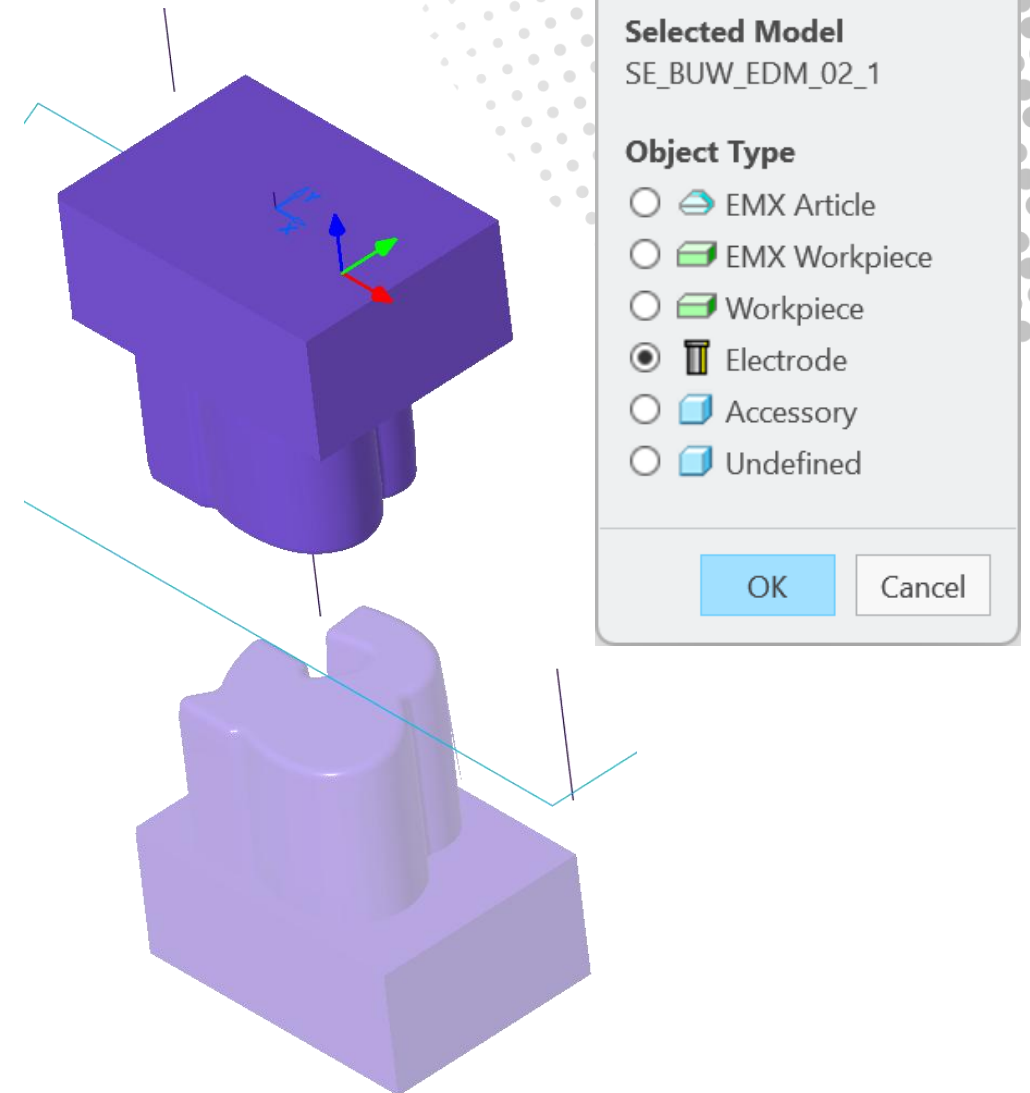 Selected Model
SE_BUW_EDM_02_1
Object Type
EMX Article
EMX Workpiece
Workpiece
Electrode
Accessory
Undefined
OK
Cancel
Y
X